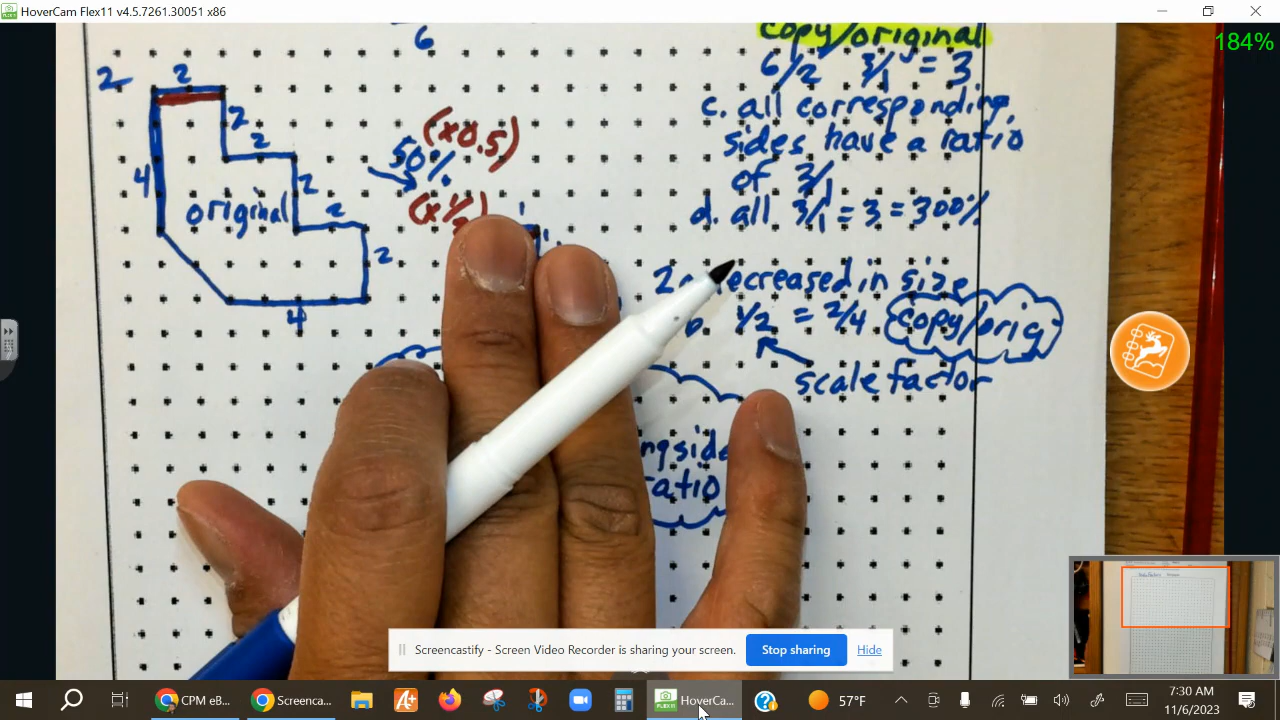 HoverCam Flex11 v4.5.7261.30051 x86
184%
6
copy/original
6/2 3/1 = 3
c. all corresponding
sides have a ratio
of 3/1
d. all 3/1 = 3 = 300%
2
2
2
2
4
2
original
2
2
4
(x0.5)
50%
1
1
decreased in size
1/2 = 2/4 copy/orig
scale factor
ratio
Screencastify - Screen Video Recorder is sharing your screen.
Stop sharing
Hide
CPM eB...
Screenca...
HoverCa...
57°F
7:30 AM
11/6/2023